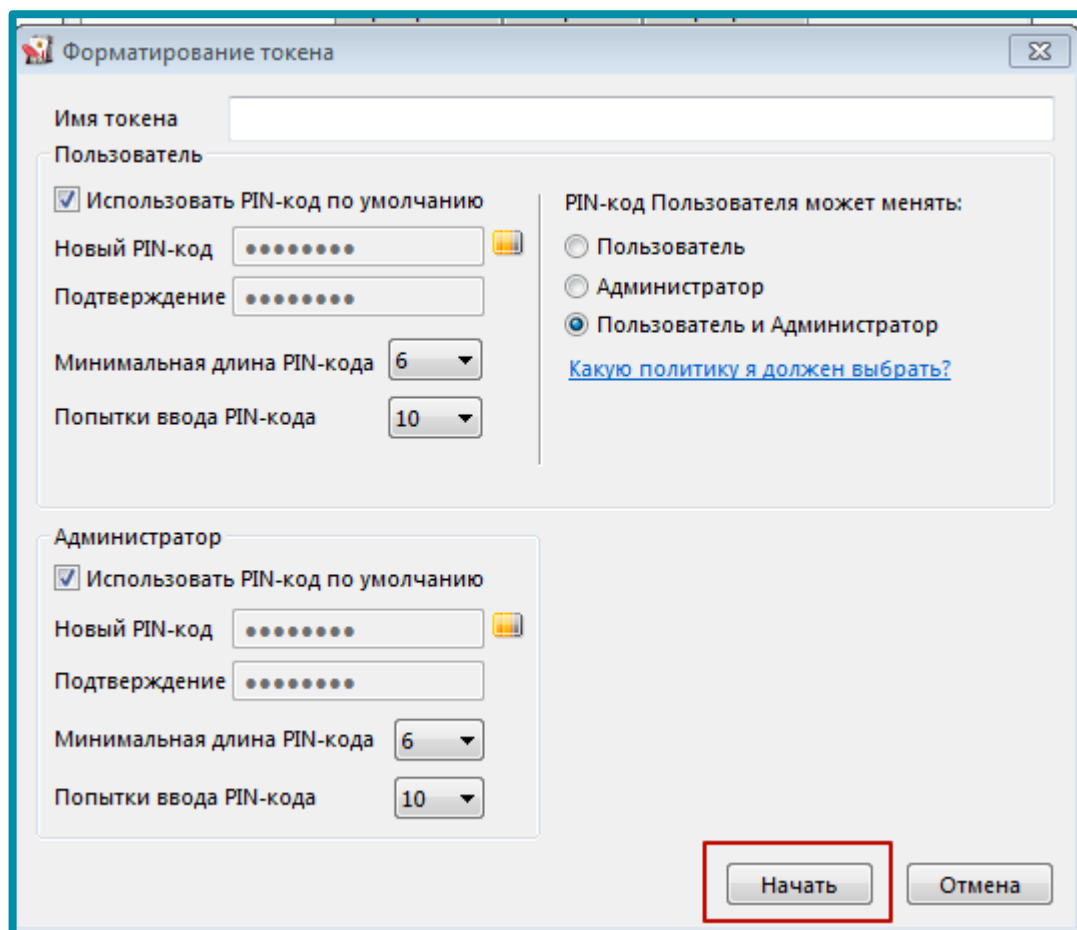 Форматирование токена
Имя токена
Пользователь
Использовать PIN-код по умолчанию
Новый PIN-код
Подтверждение
Минимальная длина PIN-кода 6
Попытки ввода PIN-кода 10
PIN-код Пользователя может менять:
Пользователь
Администратор
Пользователь и Администратор
Какую политику я должен выбрать?
Администратор
Использовать PIN-код по умолчанию
Новый PIN-код
Подтверждение
Минимальная длина PIN-кода 6
Попытки ввода PIN-кода 10
Начать Отмена